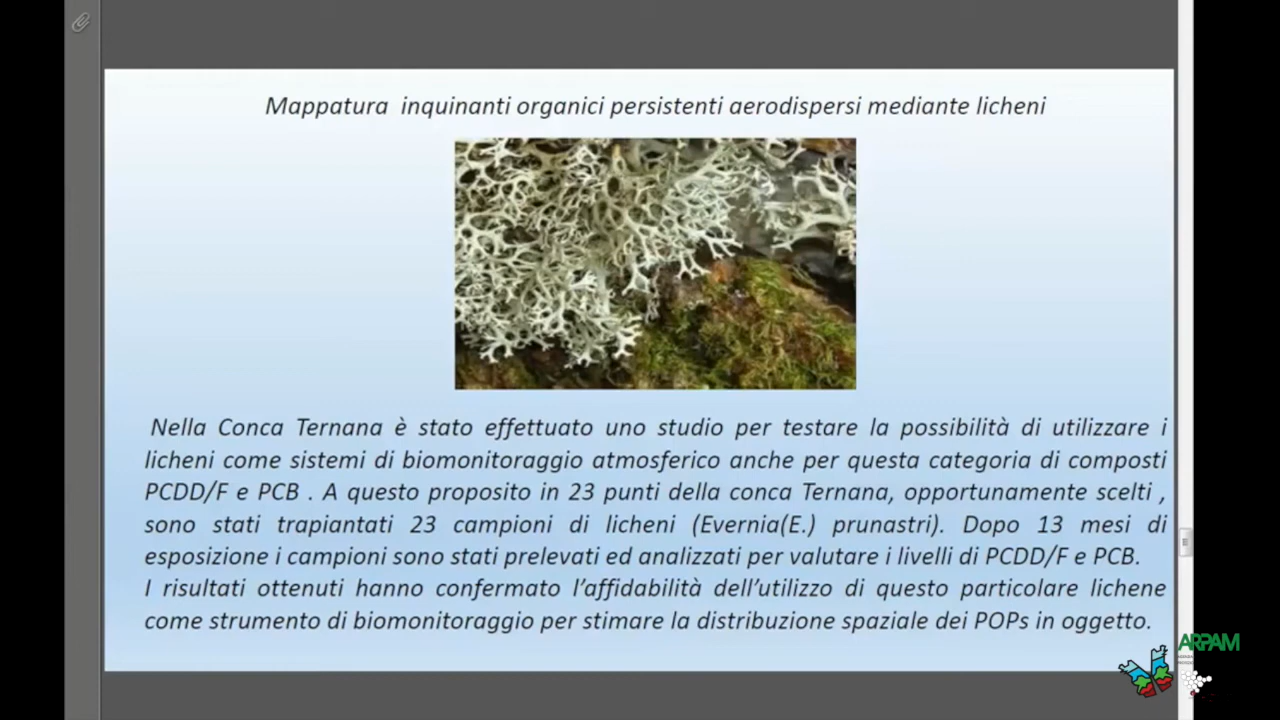 Mappatura inquinanti organici persistenti aerodispersi mediante licheni
Nella Conca Ternana è stato effettuato uno studio per testare la possibilità di utilizzare i
licheni come sistemi di biomonitoraggio atmosferico anche per questa categoria di composti
PCDD/F e PCB . A questo proposito in 23 punti della conca Ternana, opportunamente scelti ,
sono stati trapiantati 23 campioni di licheni (Evernia(E.) prunastri). Dopo 13 mesi di
esposizione i campioni sono stati prelevati ed analizzati per valutare i livelli di PCDD/F e PCB.
I risultati ottenuti hanno confermato l'affidabilità dell'utilizzo di questo particolare lichene
come strumento di biomonitoraggio per stimare la distribuzione spaziale dei POPs in oggetto.
ARPAM